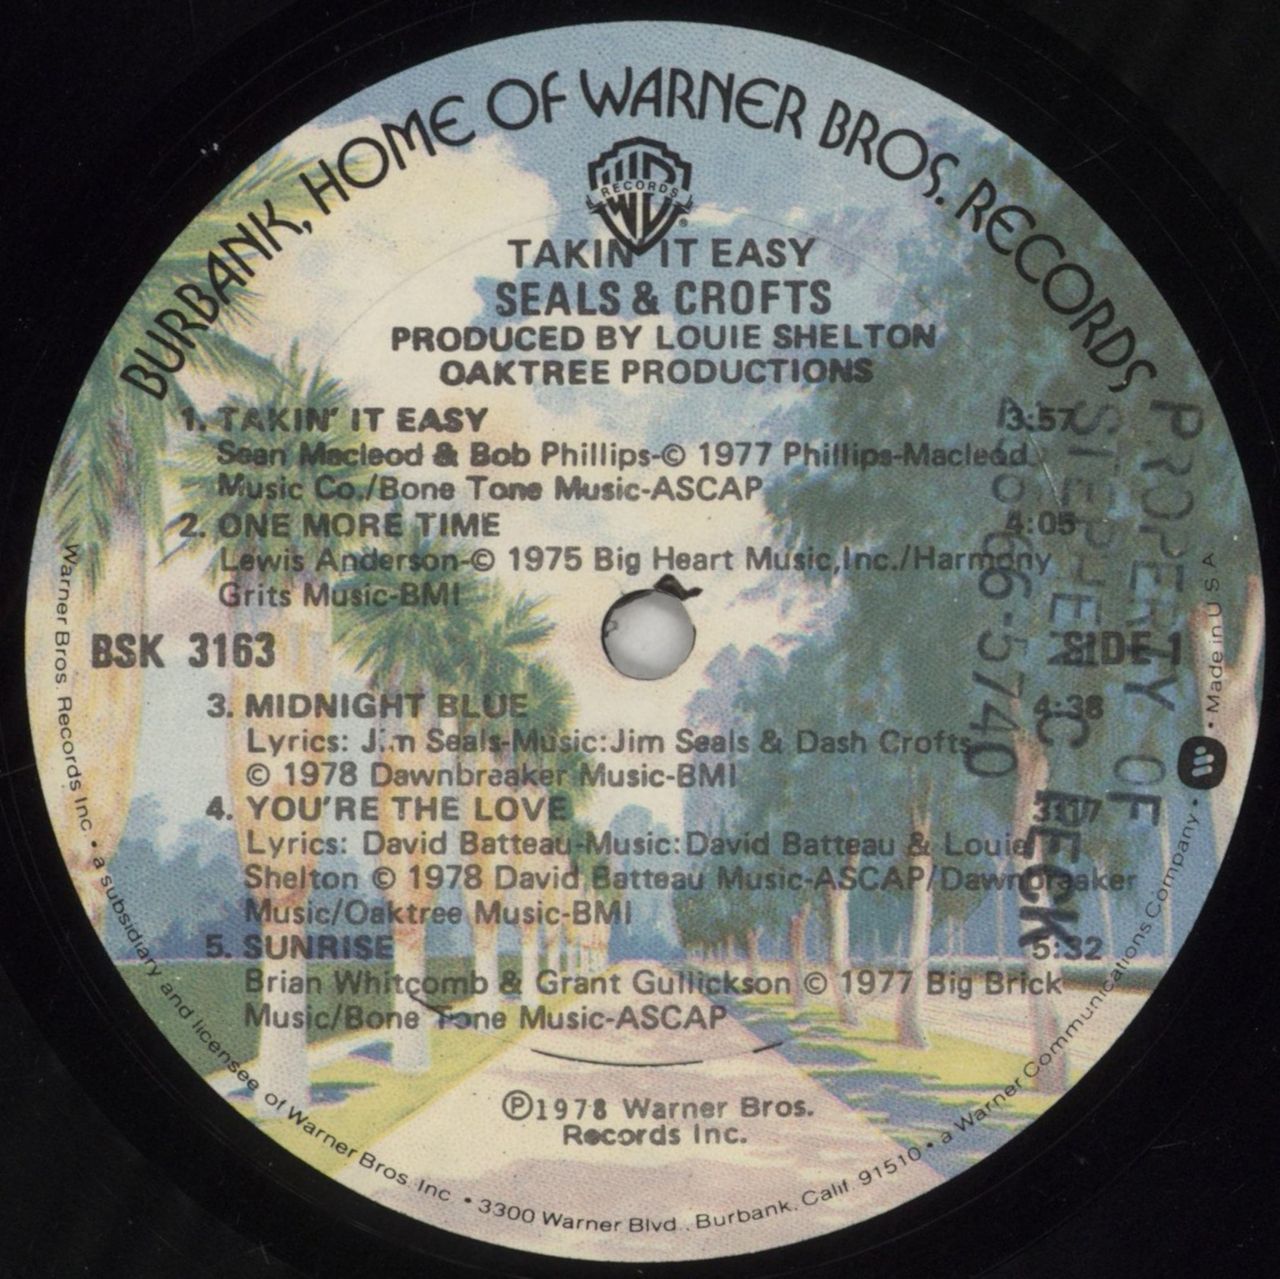 BURBANK, HOME OF WARNER BROS. RECORDS
WB
RECORDS
TAKIN' IT EASY
SEALS & CROFTS
PRODUCED BY LOUIE SHELTON
OAKTREE PRODUCTIONS
1. TAKIN' IT EASY 3:57
Sean Macleod & Bob Phillips-© 1977 Phillips-Macleod
Music Co./Bone Tone Music-ASCAP
2. ONE MORE TIME 4:05
Lewis Anderson-© 1975 Big Heart Music,Inc./Harmony
Grits Music-BMI
BSK 3163 SIDE 1
3. MIDNIGHT BLUE 4:38
Lyrics: Jim Seals-Music:Jim Seals & Dash Crofts
© 1978 Dawnbreaker Music-BMI
4. YOU'RE THE LOVE
Lyrics: David Batteau-Music:David Batteau & Louie
Shelton © 1978 David Batteau Music-ASCAP/Dawnbreaker
Music/Oaktree Music-BMI
5. SUNRISE 5:32
Brian Whitcomb & Grant Gullickson © 1977 Big Brick
Music/Bone Tone Music-ASCAP
℗1978 Warner Bros.
Records Inc.
Warner Bros. Records Inc. • a subsidiary and licensee of Warner Bros. Inc. • 3300 Warner Blvd., Burbank, Calif. 91510 • a Warner Communications Company • Made in U.S.A.
PROPERTY OF
STEPHEN C PECK
6-5740